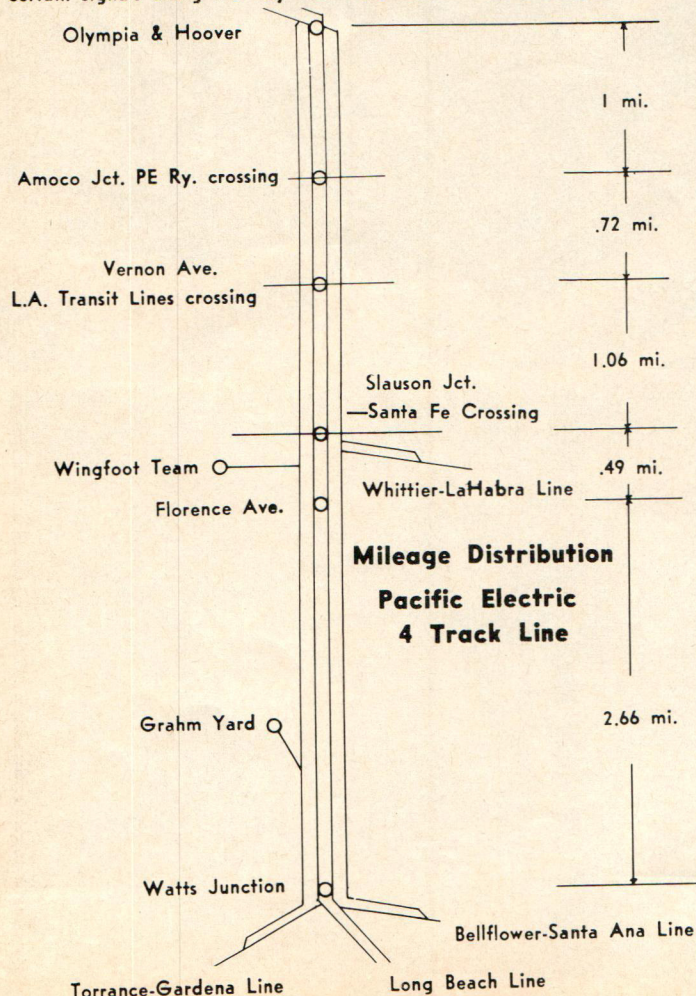 Olympia & Hoover
1 mi.
Amoco Jct. PE Ry. crossing
.72 mi.
Vernon Ave.
L.A. Transit Lines crossing
1.06 mi.
Slauson Jct.
Santa Fe Crossing
.49 mi.
Wingfoot Team
Whittier-LaHabra Line
Florence Ave.
Mileage Distribution
Pacific Electric
4 Track Line
2.66 mi.
Grahm Yard
Watts Junction
Bellflower-Santa Ana Line
Torrance-Gardena Line
Long Beach Line